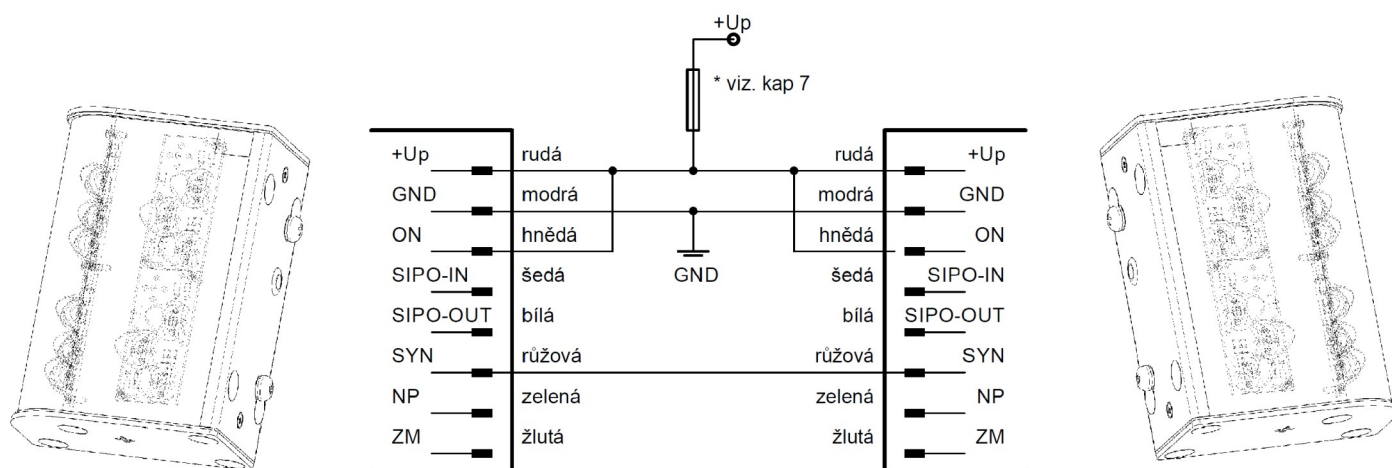 +Up
* viz. kap 7
+Up rudá rudá +Up
GND modrá modrá GND
ON hnědá hnědá ON
GND
SIPO-IN šedá šedá SIPO-IN
SIPO-OUT bílá bílá SIPO-OUT
SYN růžová růžová SYN
NP zelená zelená NP
ZM žlutá žlutá ZM